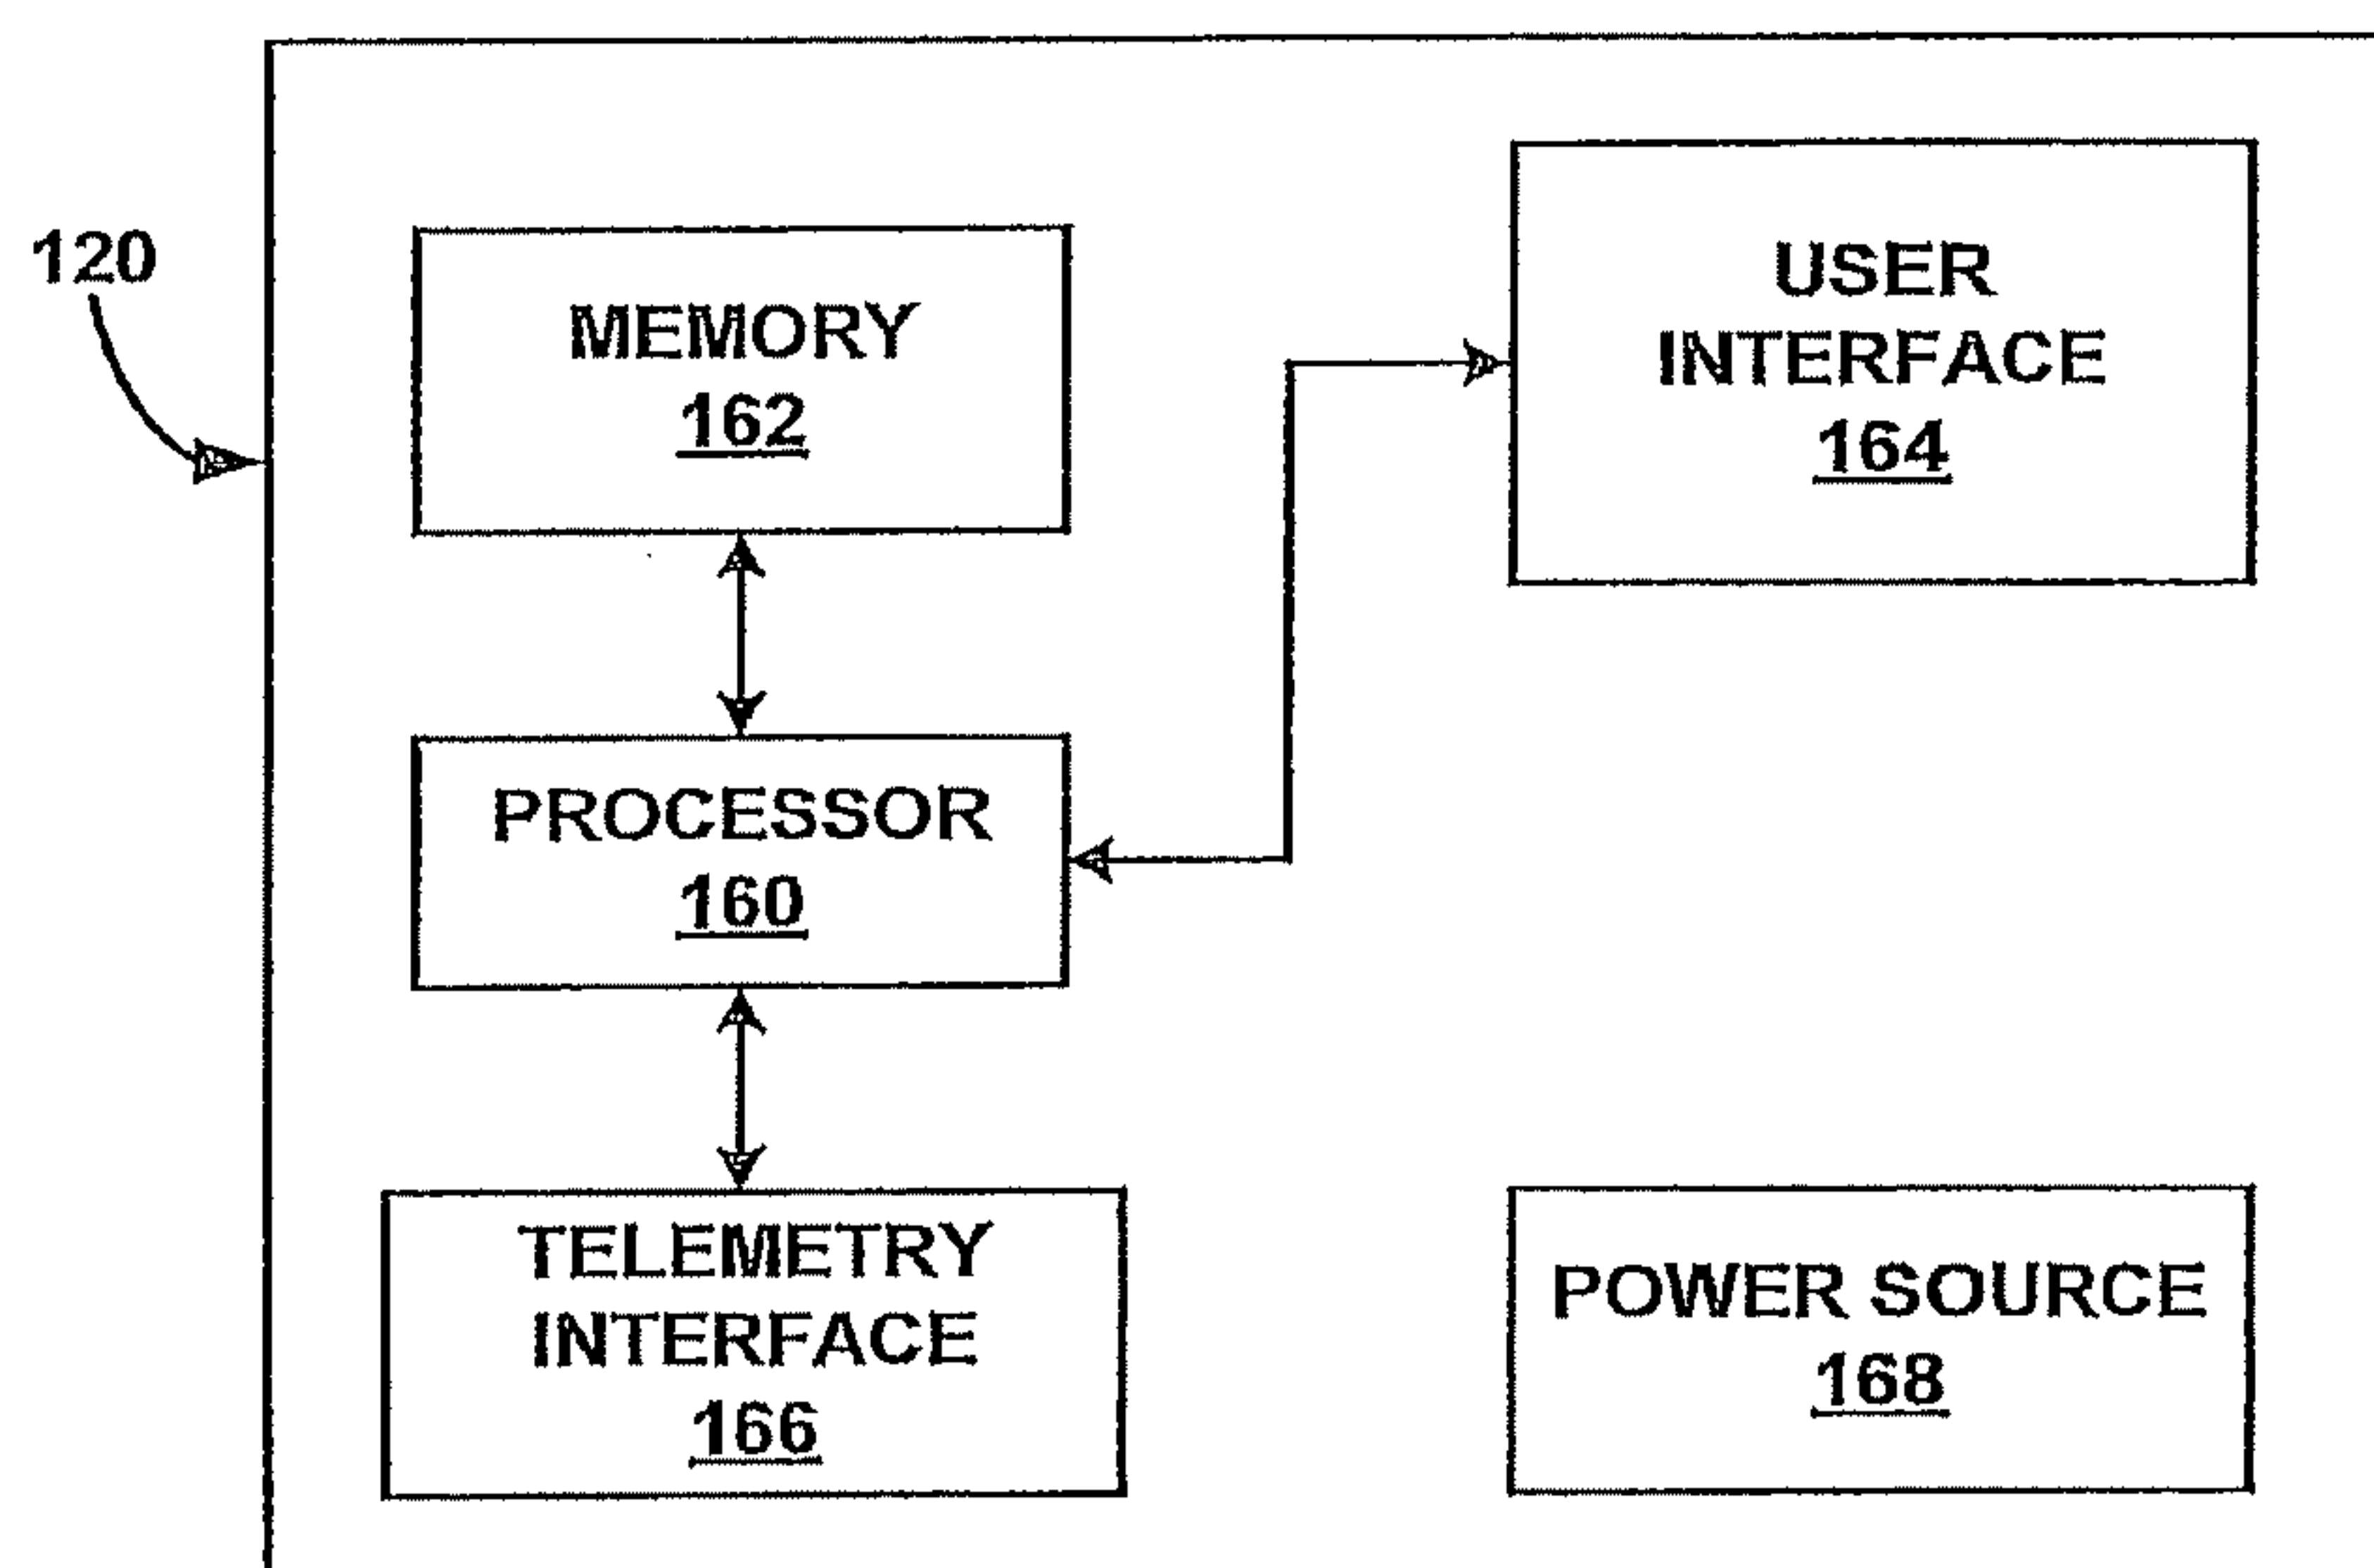 120
MEMORY
162
USER
INTERFACE
164
PROCESSOR
160
TELEMETRY
INTERFACE
166
POWER SOURCE
168